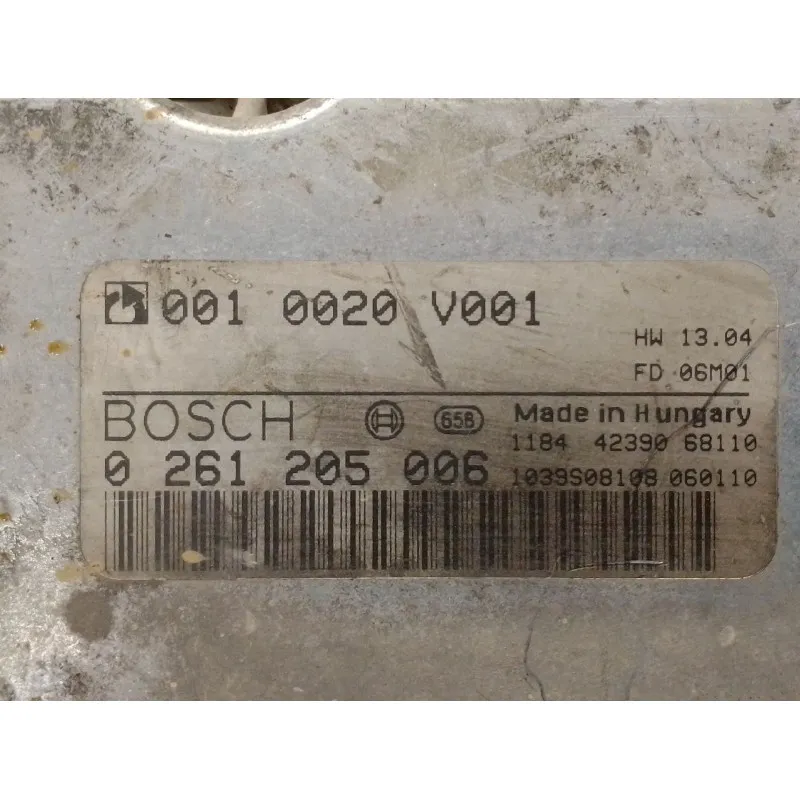 001 0020 V001
HW 13.04
FD 06M01
BOSCH 658 Made in Hungary
1184 42390 68110
0 261 205 006 1039S08108 060110